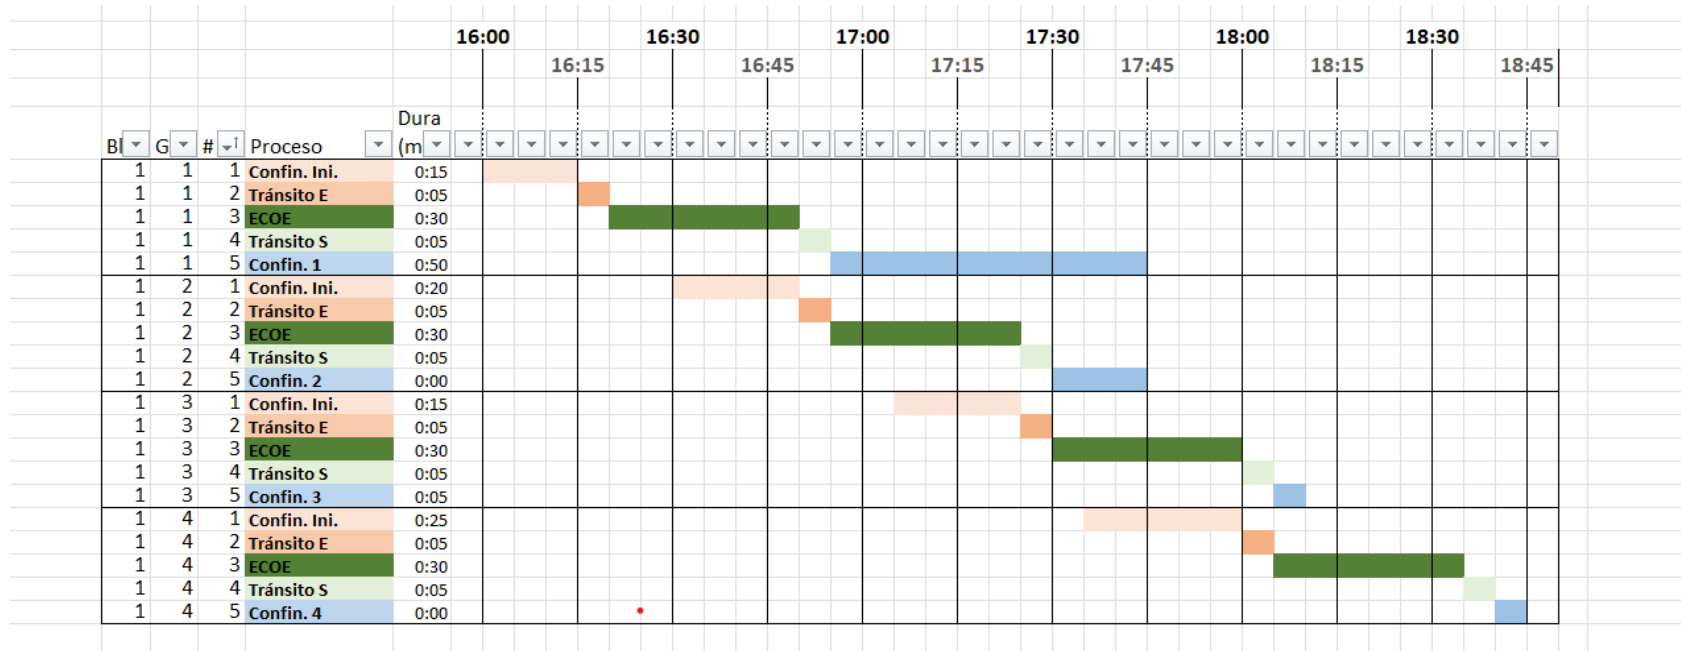 16:00 16:30 17:00 17:30 18:00 18:30
16:15 16:45 17:15 17:45 18:15 18:45
Dura
Bl G # Proceso (m
1 1 1 Confin. Ini. 0:15
1 1 2 Tránsito E 0:05
1 1 3 ECOE 0:30
1 1 4 Tránsito S 0:05
1 1 5 Confin. 1 0:50
1 2 1 Confin. Ini. 0:20
1 2 2 Tránsito E 0:05
1 2 3 ECOE 0:30
1 2 4 Tránsito S 0:05
1 2 5 Confin. 2 0:00
1 3 1 Confin. Ini. 0:15
1 3 2 Tránsito E 0:05
1 3 3 ECOE 0:30
1 3 4 Tránsito S 0:05
1 3 5 Confin. 3 0:05
1 4 1 Confin. Ini. 0:25
1 4 2 Tránsito E 0:05
1 4 3 ECOE 0:30
1 4 4 Tránsito S 0:05
1 4 5 Confin. 4 0:00